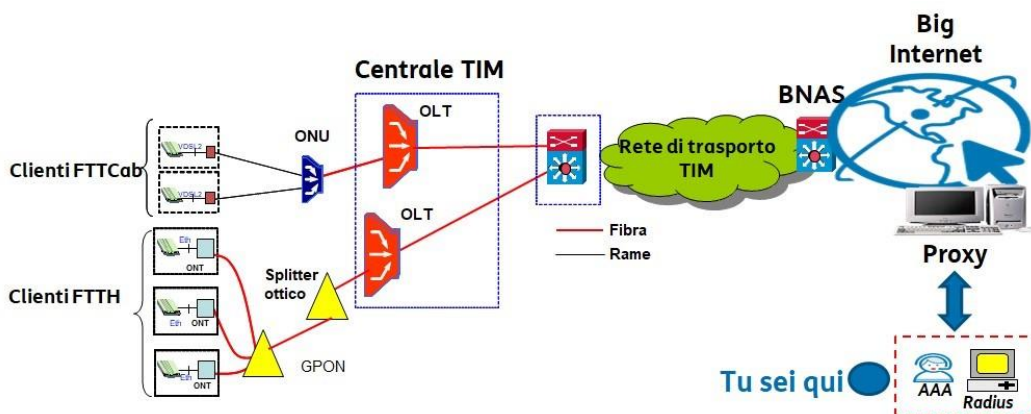 Big
Internet
Centrale TIM
BNAS
OLT
ONU
Clienti FTTCab
VDSL2
VDSL2
Rete di trasporto
TIM
OLT
Fibra
Rame
Proxy
Clienti FTTH
Eth
ONT
Eth
ONT
Eth
ONT
Splitter
ottico
GPON
Tu sei qui
AAA
Radius